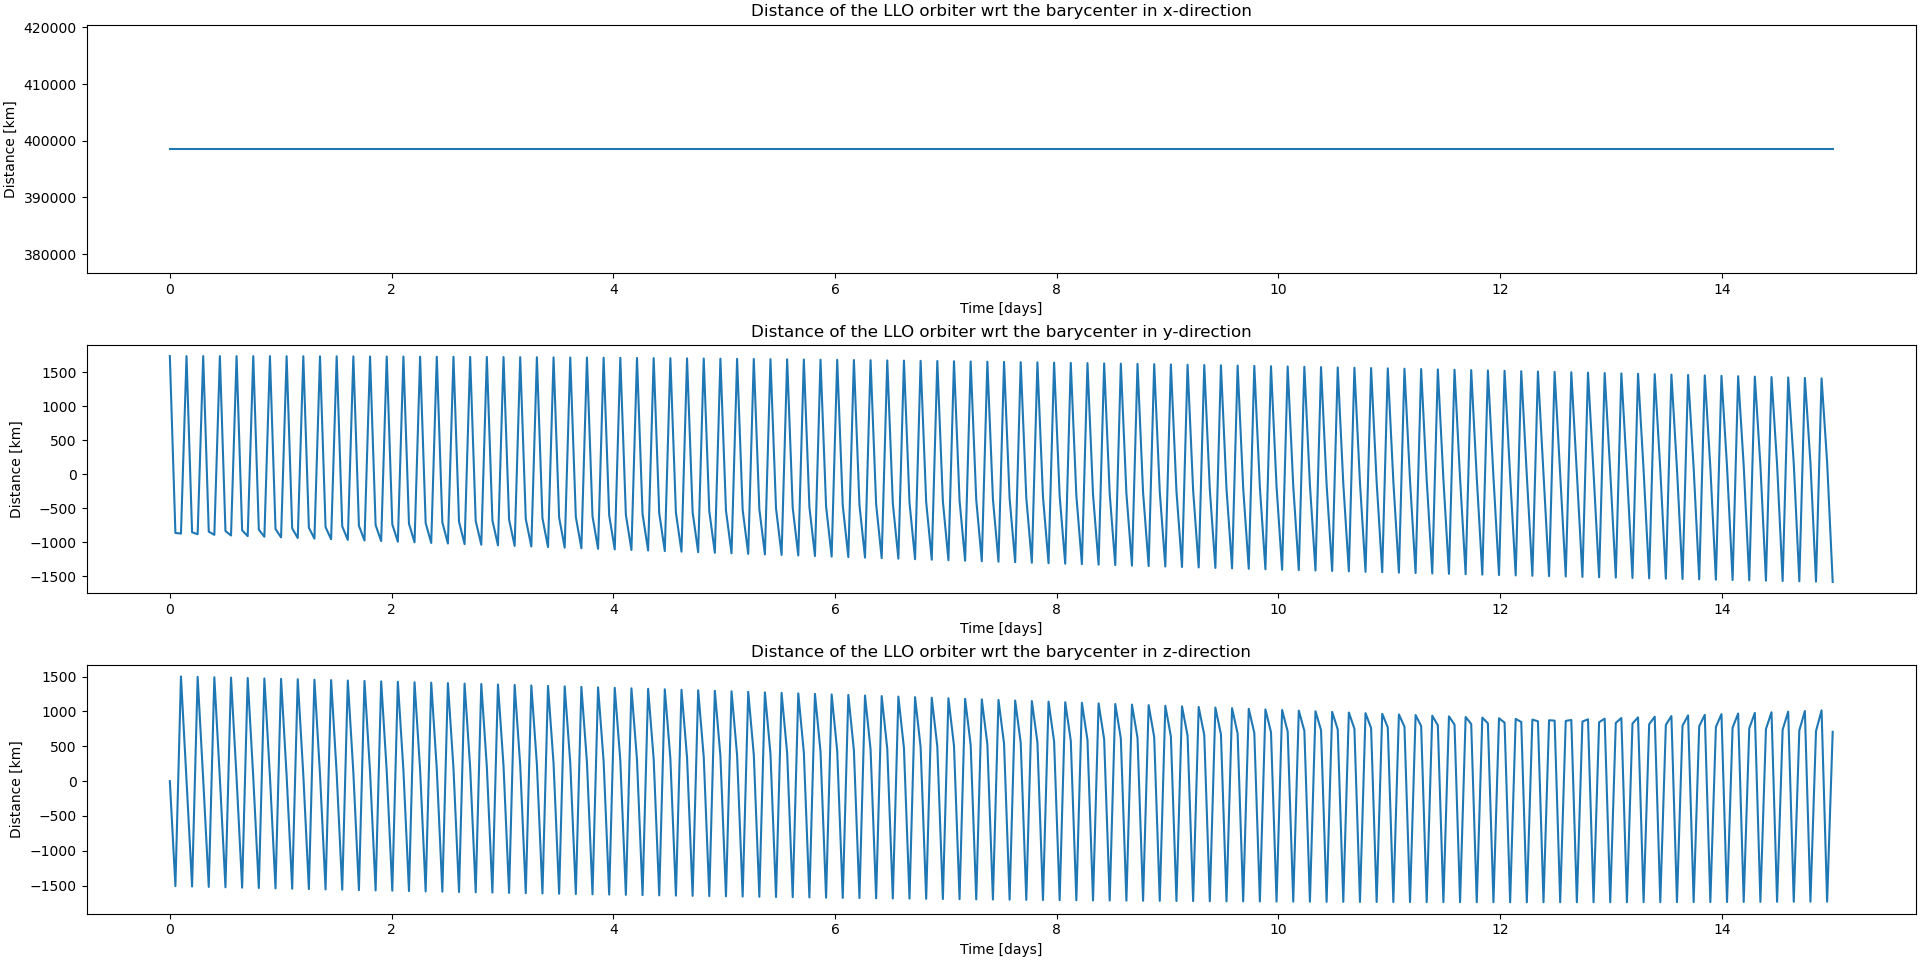 Distance of the LLO orbiter wrt the barycenter in x-direction
420000
410000
400000
390000
380000
Distance [km]
0 2 4 6 8 10 12 14
Time [days]
Distance of the LLO orbiter wrt the barycenter in y-direction
1500
1000
500
0
−500
−1000
−1500
Distance [km]
0 2 4 6 8 10 12 14
Time [days]
Distance of the LLO orbiter wrt the barycenter in z-direction
1500
1000
500
0
−500
−1000
−1500
Distance [km]
0 2 4 6 8 10 12 14
Time [days]